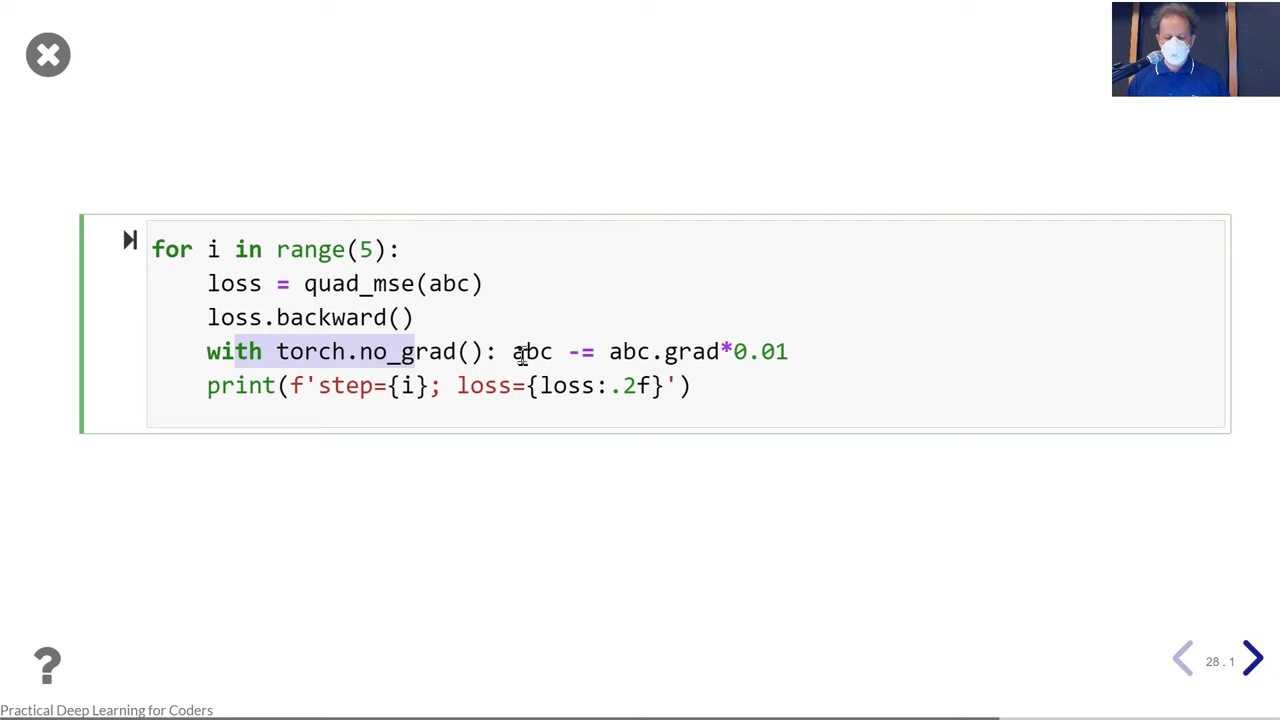 for i in range(5):
    loss = quad_mse(abc)
    loss.backward()
    with torch.no_grad(): abc -= abc.grad*0.01
    print(f'step={i}; loss={loss:.2f}')
?
28 . 1
Practical Deep Learning for Coders